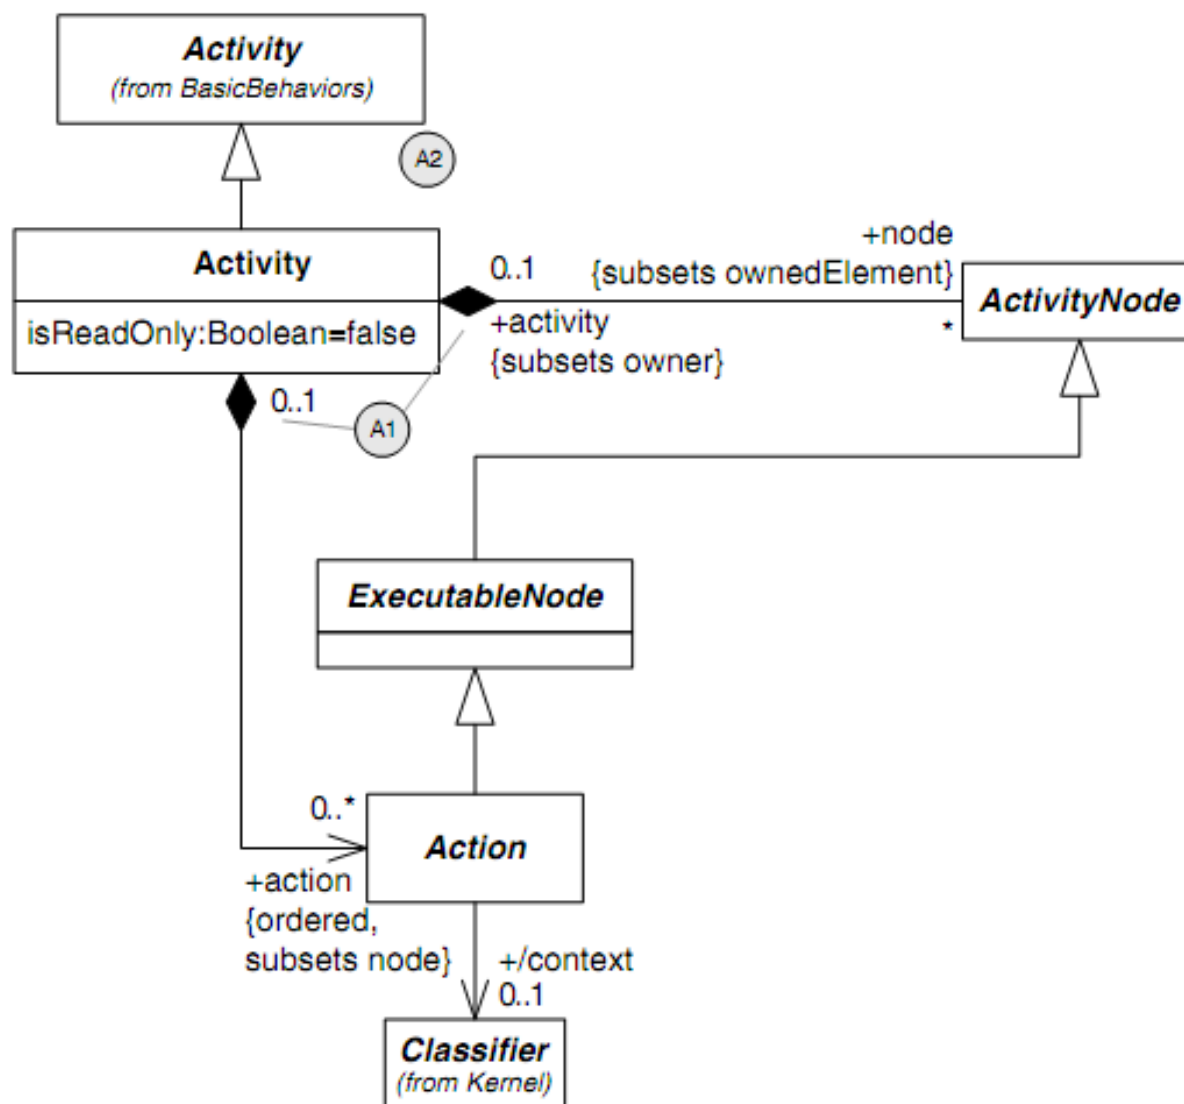 Activity
(from BasicBehaviors)
A2
Activity
isReadOnly:Boolean=false
0..1
+node
{subsets ownedElement}
+activity
{subsets owner}
*
ActivityNode
0..1
A1
ExecutableNode
0..*
Action
+action
{ordered,
subsets node}
+/context
0..1
Classifier
(from Kernel)